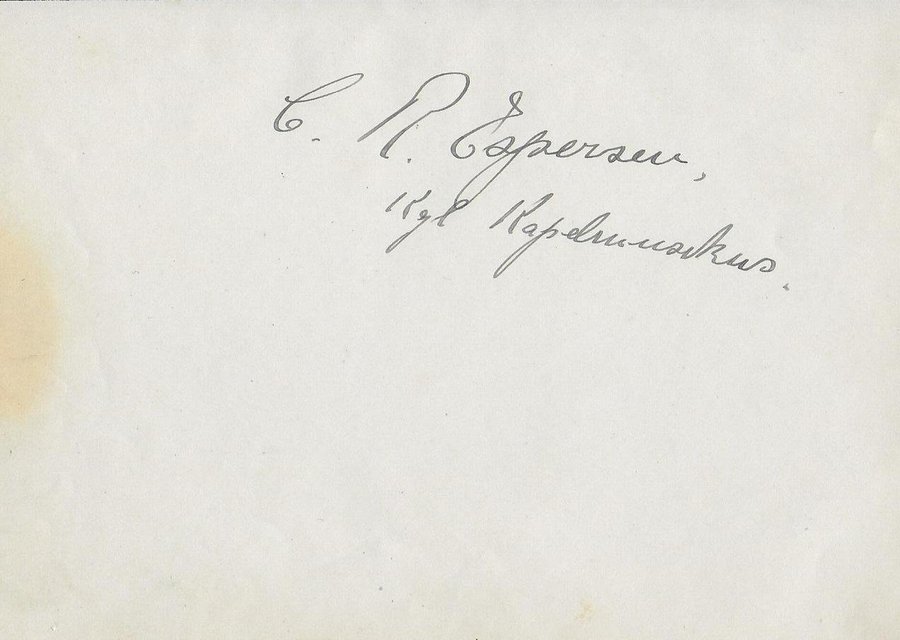 C. R. Espersen,
Kgl Kapelmusikus.